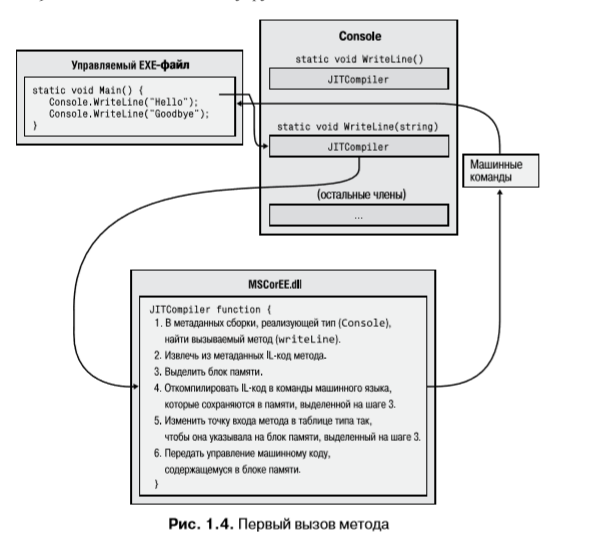 Console
static void WriteLine()
JITCompiler
Управляемый EXE-файл
static void Main() {
Console.WriteLine("Hello");
Console.WriteLine("Goodbye");
}
static void WriteLine(string)
JITCompiler
(остальные члены)
...
Машинные
команды
MSCorEE.dll
JITCompiler function {
1. В метаданных сборки, реализующей тип (Console),
найти вызываемый метод (writeLine).
2. Извлечь из метаданных IL-код метода.
3. Выделить блок памяти.
4. Откомпилировать IL-код в команды машинного языка,
которые сохраняются в памяти, выделенной на шаге 3.
5. Изменить точку входа метода в таблице типа так,
чтобы она указывала на блок памяти, выделенный на шаге 3.
6. Передать управление машинному коду,
содержащемуся в блоке памяти.
}
Рис. 1.4. Первый вызов метода